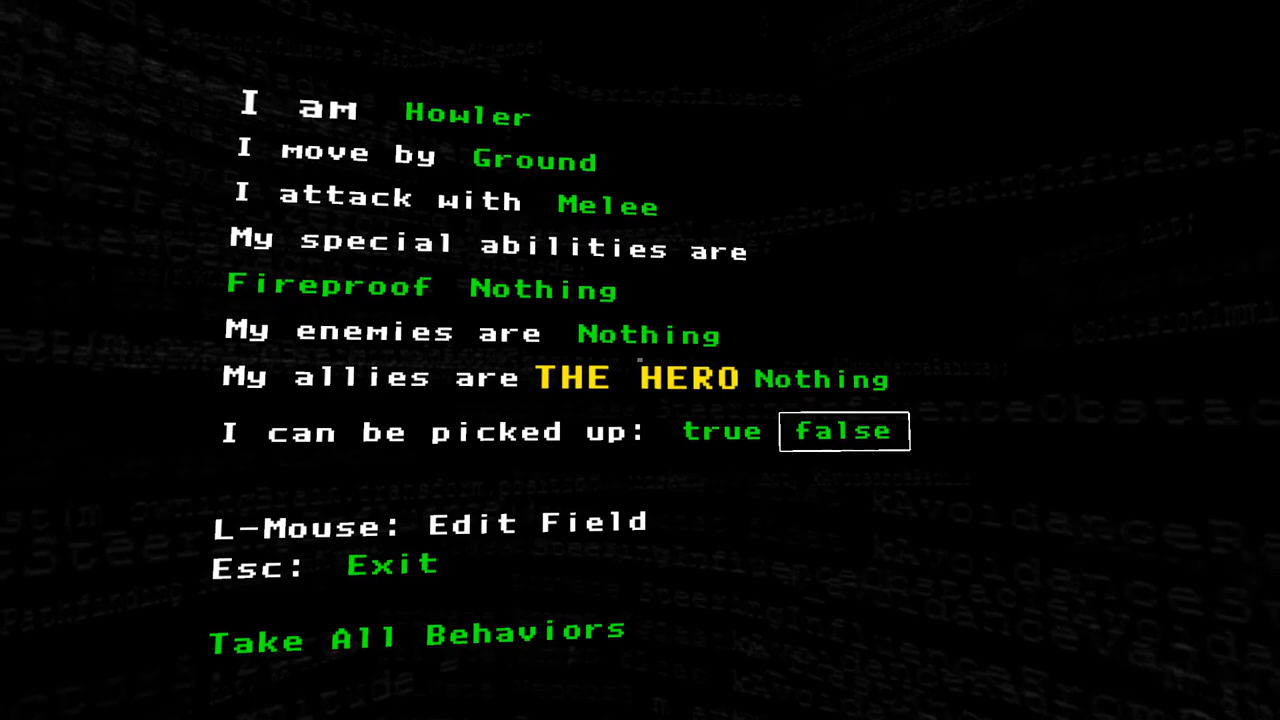 I am Howler
I move by Ground
I attack with Melee
My special abilities are
Fireproof Nothing
My enemies are Nothing
My allies are THE HERO Nothing
I can be picked up: true false
L-Mouse: Edit Field
Esc: Exit
Take All Behaviors